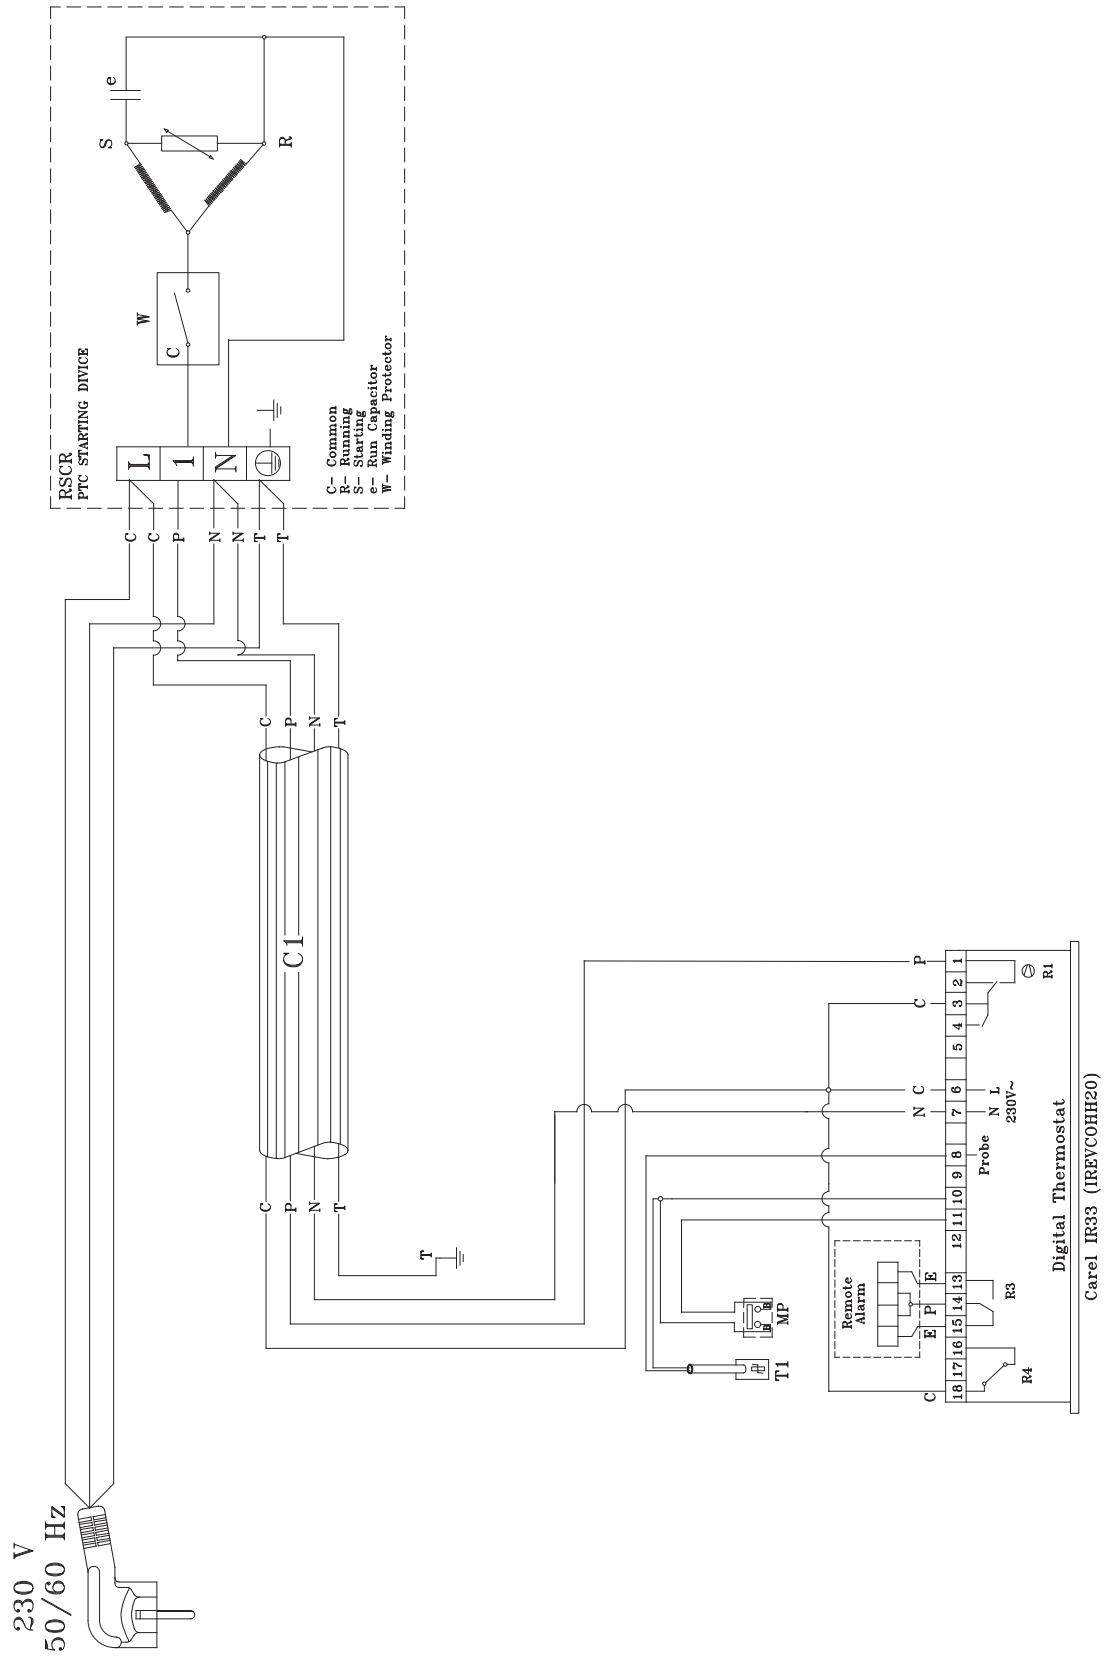 230 V
50/60 Hz
RSCR
PTC STARTING DIVICE
L
1
N
C
W
S
e
R
C- Common
R- Running
S- Starting
e- Run Capacitor
W- Winding Protector
C
C
P
N
N
T
T
C
P
N
T
C1
C
P
N
T
T
MP
T1
P
C
C
N
E
P
E
C
Remote
Alarm
1
2
3
4
5
6
7
8
9
10
11
12
13
14
15
16
17
18
R1
L
N
230V~
Probe
R3
R4
Digital Thermostat
Carel IR33 (IREVC0HH20)